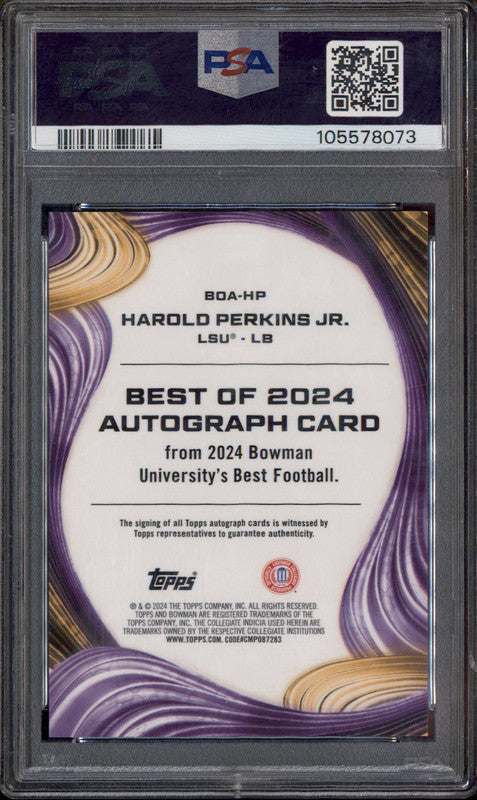 PSA
PSA
105578073
BOA-HP
HAROLD PERKINS JR.
LSU® - LB
BEST OF 2024
AUTOGRAPH CARD
from 2024 Bowman
University's Best Football.
The signing of all Topps autograph cards is witnessed by
Topps representatives to guarantee authenticity.
Topps
® & © 2024 THE TOPPS COMPANY, INC. ALL RIGHTS RESERVED.
TOPPS AND BOWMAN ARE REGISTERED TRADEMARKS OF THE
TOPPS COMPANY, INC. THE COLLEGIATE INDICIA USED HEREIN ARE
TRADEMARKS OWNED BY THE RESPECTIVE COLLEGIATE INSTITUTIONS
WWW.TOPPS.COM. CODE#CMP087283